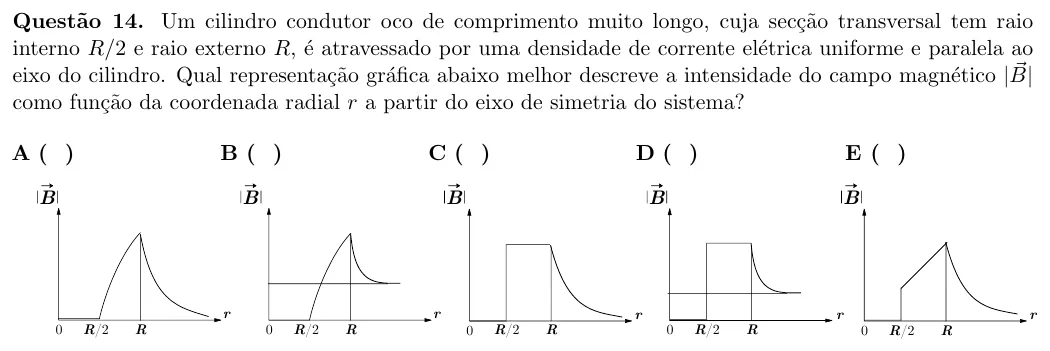 Questão 14. Um cilindro condutor oco de comprimento muito longo, cuja secção transversal tem raio
interno R/2 e raio externo R, é atravessado por uma densidade de corrente elétrica uniforme e paralela ao
eixo do cilindro. Qual representação gráfica abaixo melhor descreve a intensidade do campo magnético |B⃗|
como função da coordenada radial r a partir do eixo de simetria do sistema?
A ( ) B ( ) C ( ) D ( ) E ( )
|B⃗| |B⃗| |B⃗| |B⃗| |B⃗|
r r r r r
0 R/2 R 0 R/2 R 0 R/2 R 0 R/2 R 0 R/2 R